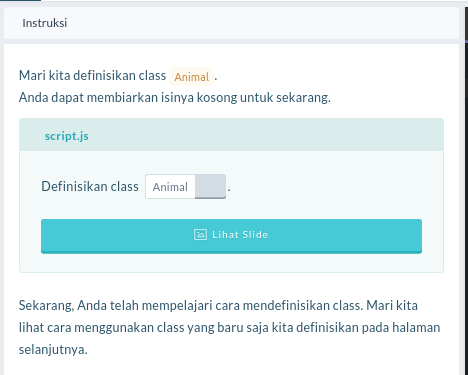 Instruksi
Mari kita definisikan class Animal .
Anda dapat membiarkan isinya kosong untuk sekarang.
script.js
Definisikan class Animal .
Lihat Slide
Sekarang, Anda telah mempelajari cara mendefinisikan class. Mari kita
lihat cara menggunakan class yang baru saja kita definisikan pada halaman
selanjutnya.